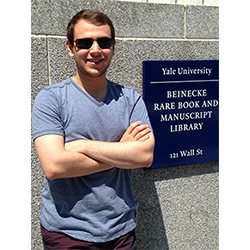 Yale University
BEINECKE
RARE BOOK AND
MANUSCRIPT
LIBRARY
121 Wall St